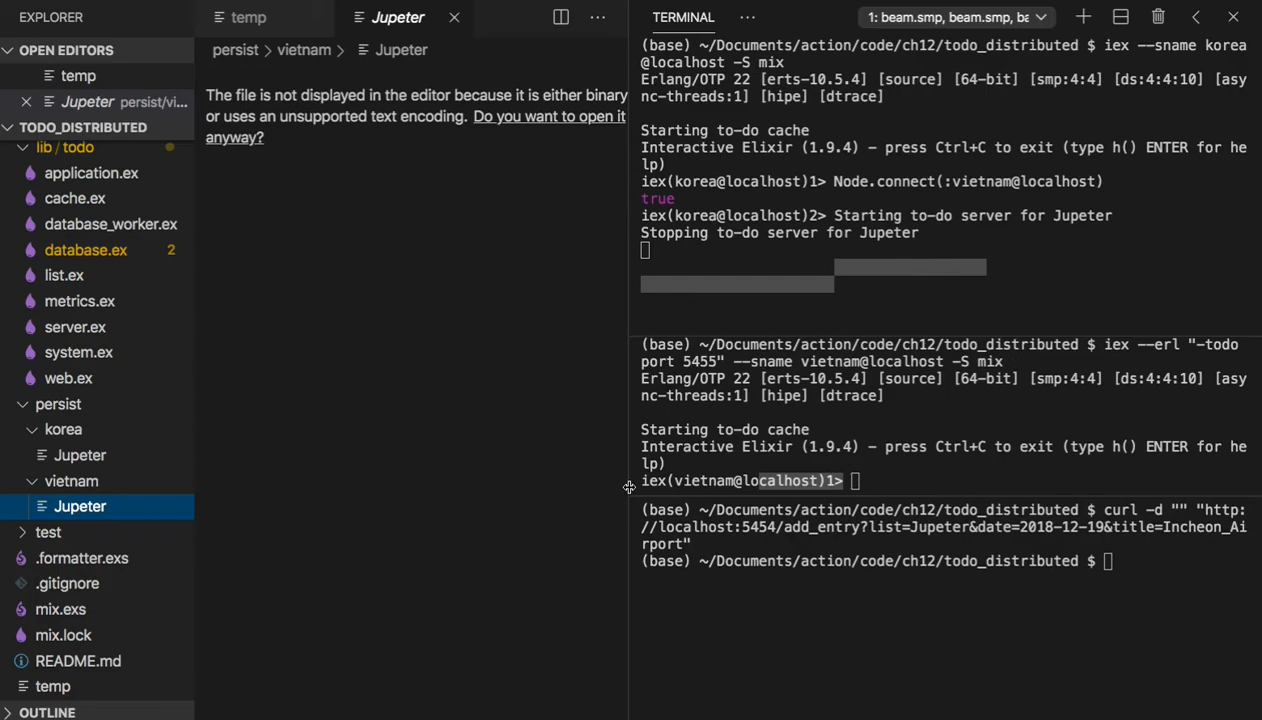 EXPLORER
OPEN EDITORS
temp
Jupeter persist/vi...
TODO_DISTRIBUTED
lib / todo
application.ex
cache.ex
database_worker.ex
database.ex 2
list.ex
metrics.ex
server.ex
system.ex
web.ex
persist
korea
Jupeter
vietnam
Jupeter
test
.formatter.exs
.gitignore
mix.exs
mix.lock
README.md
temp
OUTLINE
temp
Jupeter
persist > vietnam > Jupeter
The file is not displayed in the editor because it is either binary
or uses an unsupported text encoding. Do you want to open it
anyway?
TERMINAL
1: beam.smp, beam.smp, be
(base) ~/Documents/action/code/ch12/todo_distributed $ iex --sname korea
@localhost -S mix
Erlang/OTP 22 [erts-10.5.4] [source] [64-bit] [smp:4:4] [ds:4:4:10] [asy
nc-threads:1] [hipe] [dtrace]
Starting to-do cache
Interactive Elixir (1.9.4) - press Ctrl+C to exit (type h() ENTER for he
lp)
iex(korea@localhost)1> Node.connect(:vietnam@localhost)
true
iex(korea@localhost)2> Starting to-do server for Jupeter
Stopping to-do server for Jupeter
(base) ~/Documents/action/code/ch12/todo_distributed $ iex --erl "-todo
port 5455" --sname vietnam@localhost -S mix
Erlang/OTP 22 [erts-10.5.4] [source] [64-bit] [smp:4:4] [ds:4:4:10] [asy
nc-threads:1] [hipe] [dtrace]
Starting to-do cache
Interactive Elixir (1.9.4) - press Ctrl+C to exit (type h() ENTER for he
lp)
iex(vietnam@localhost)1>
(base) ~/Documents/action/code/ch12/todo_distributed $ curl -d "" "http:
//localhost:5454/add_entry?list=Jupeter&date=2018-12-19&title=Incheon_Ai
rport"
(base) ~/Documents/action/code/ch12/todo_distributed $